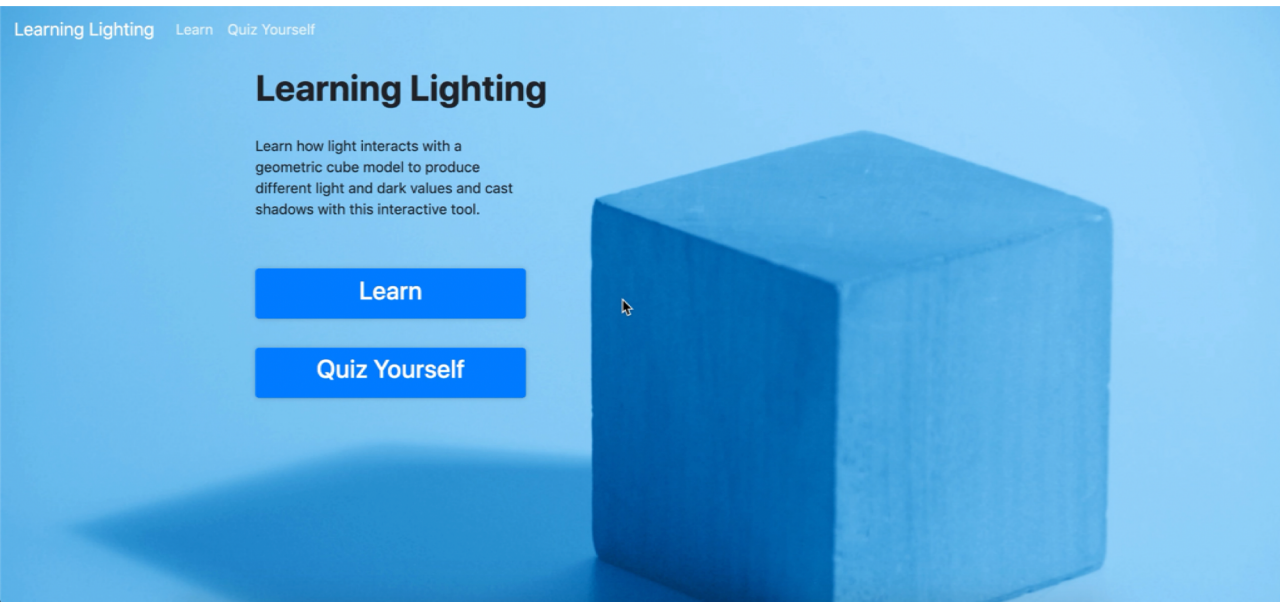 Learning Lighting Learn Quiz Yourself
Learning Lighting
Learn how light interacts with a
geometric cube model to produce
different light and dark values and cast
shadows with this interactive tool.
Learn
Quiz Yourself